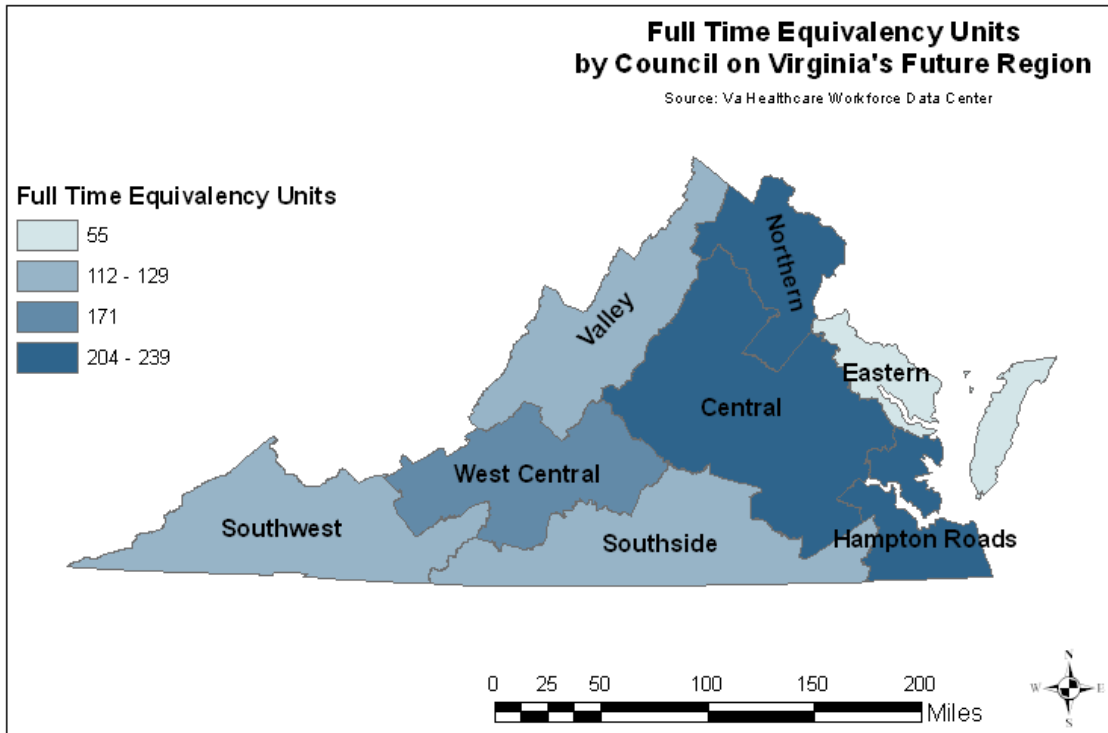 Full Time Equivalency Units
by Council on Virginia's Future Region
Source: Va Healthcare Workforce Data Center
Full Time Equivalency Units
55
112 - 129
171
204 - 239
Northern
Valley
Eastern
Central
West Central
Southwest
Southside
Hampton Roads
0 25 50 100 150 200
Miles
N
W E
S